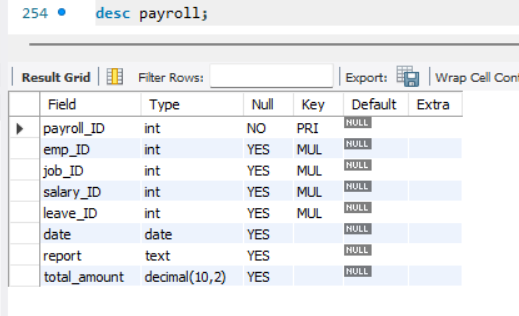 254 desc payroll;
Result Grid Filter Rows: Export: Wrap Cell Cont
Field Type Null Key Default Extra
payroll_ID int NO PRI NULL
emp_ID int YES MUL NULL
job_ID int YES MUL NULL
salary_ID int YES MUL NULL
leave_ID int YES MUL NULL
date date YES NULL
report text YES NULL
total_amount decimal(10,2) YES NULL